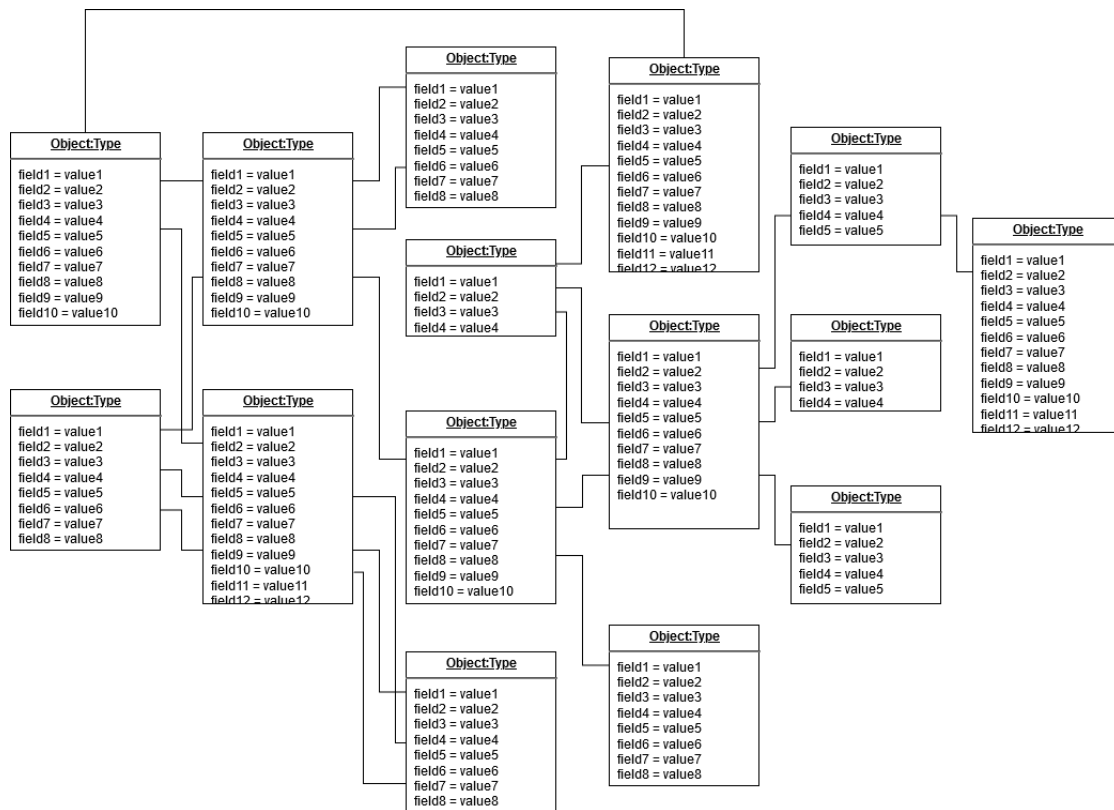 Object:Type
field1 = value1
field2 = value2
field3 = value3
field4 = value4
field5 = value5
field6 = value6
field7 = value7
field8 = value8
field9 = value9
field10 = value10
Object:Type
field1 = value1
field2 = value2
field3 = value3
field4 = value4
field5 = value5
field6 = value6
field7 = value7
field8 = value8
Object:Type
field1 = value1
field2 = value2
field3 = value3
field4 = value4
field5 = value5
field6 = value6
field7 = value7
field8 = value8
field9 = value9
field10 = value10
Object:Type
field1 = value1
field2 = value2
field3 = value3
field4 = value4
field5 = value5
field6 = value6
field7 = value7
field8 = value8
field9 = value9
field10 = value10
field11 = value11
field12 = value12
Object:Type
field1 = value1
field2 = value2
field3 = value3
field4 = value4
field5 = value5
field6 = value6
field7 = value7
field8 = value8
Object:Type
field1 = value1
field2 = value2
field3 = value3
field4 = value4
Object:Type
field1 = value1
field2 = value2
field3 = value3
field4 = value4
field5 = value5
field6 = value6
field7 = value7
field8 = value8
field9 = value9
field10 = value10
Object:Type
field1 = value1
field2 = value2
field3 = value3
field4 = value4
field5 = value5
field6 = value6
field7 = value7
field8 = value8
Object:Type
field1 = value1
field2 = value2
field3 = value3
field4 = value4
field5 = value5
field6 = value6
field7 = value7
field8 = value8
field9 = value9
field10 = value10
field11 = value11
field12 = value12
Object:Type
field1 = value1
field2 = value2
field3 = value3
field4 = value4
field5 = value5
field6 = value6
field7 = value7
field8 = value8
field9 = value9
field10 = value10
Object:Type
field1 = value1
field2 = value2
field3 = value3
field4 = value4
field5 = value5
field6 = value6
field7 = value7
field8 = value8
Object:Type
field1 = value1
field2 = value2
field3 = value3
field4 = value4
field5 = value5
Object:Type
field1 = value1
field2 = value2
field3 = value3
field4 = value4
Object:Type
field1 = value1
field2 = value2
field3 = value3
field4 = value4
field5 = value5
Object:Type
field1 = value1
field2 = value2
field3 = value3
field4 = value4
field5 = value5
field6 = value6
field7 = value7
field8 = value8
field9 = value9
field10 = value10
field11 = value11
field12 = value12